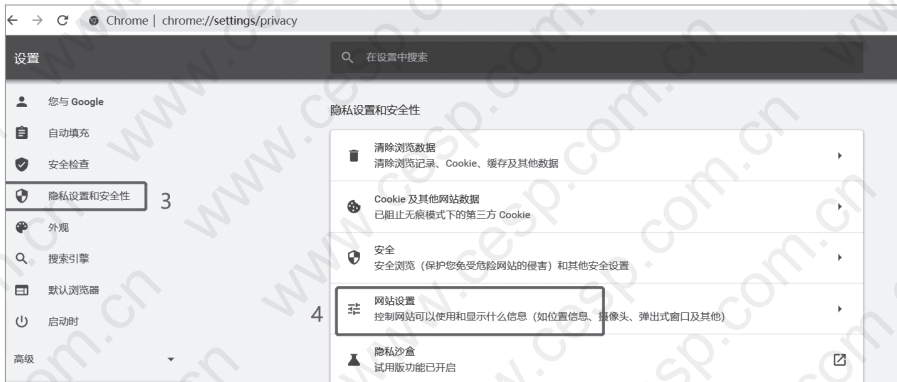 Chrome | chrome://settings/privacy
设置
在设置中搜索
您与 Google
自动填充
安全检查
隐私设置和安全性
3
外观
搜索引擎
默认浏览器
启动时
高级
隐私设置和安全性
清除浏览数据
清除浏览记录、Cookie、缓存及其他数据
Cookie 及其他网站数据
已阻止无痕模式下的第三方 Cookie
安全
安全浏览（保护您免受危险网站的侵害）和其他安全设置
4
网站设置
控制网站可以使用和显示什么信息（如位置信息、摄像头、弹出式窗口及其他）
隐私沙盒
试用版功能已开启
www.cesp.com.cn